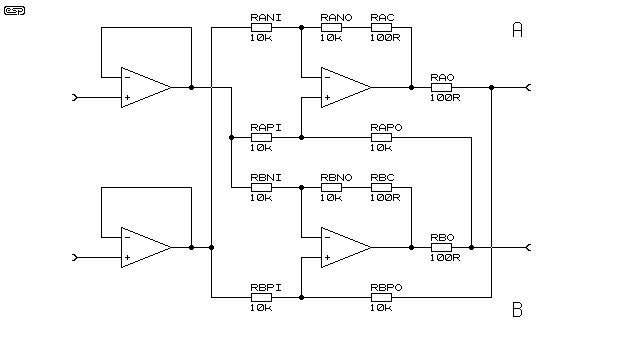 esp
RANI RANO RAC
10k 10k 100R
A
RAO
100R
RAPI RAPO
10k 10k
RBNI RBNO RBC
10k 10k 100R
RBO
100R
RBPI RBPO
10k 10k
B
- + - +
- + - +